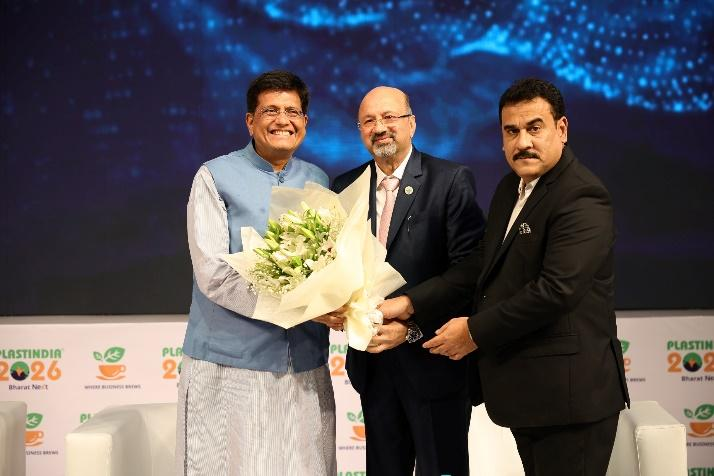 PLASTINDIA
2026
Bharat Next
WHERE BUSINESS BREWS
PLASTINDIA
2026
Bharat Next
WHERE BUSINESS BREWS